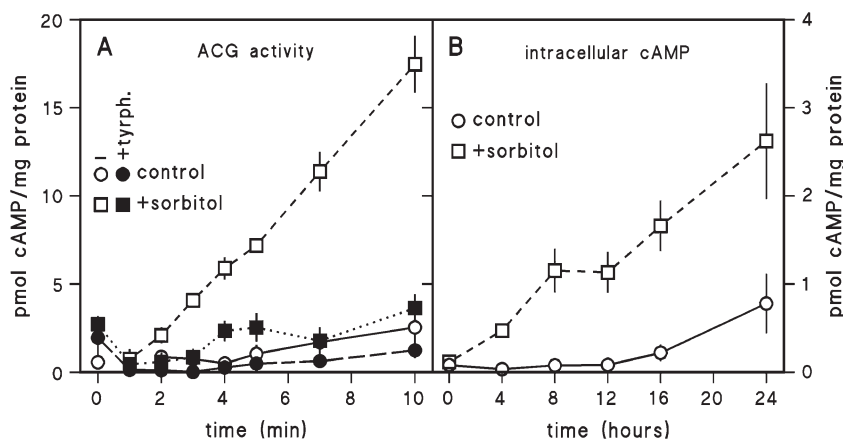 A
ACG activity
B
intracellular cAMP
pmol cAMP/mg protein
20
15
10
5
0
– +tyrph.
control
+sorbitol
control
+sorbitol
4
3
2
1
0
pmol cAMP/mg protein
0 2 4 6 8 10
0 4 8 12 16 20 24
time (min)
time (hours)